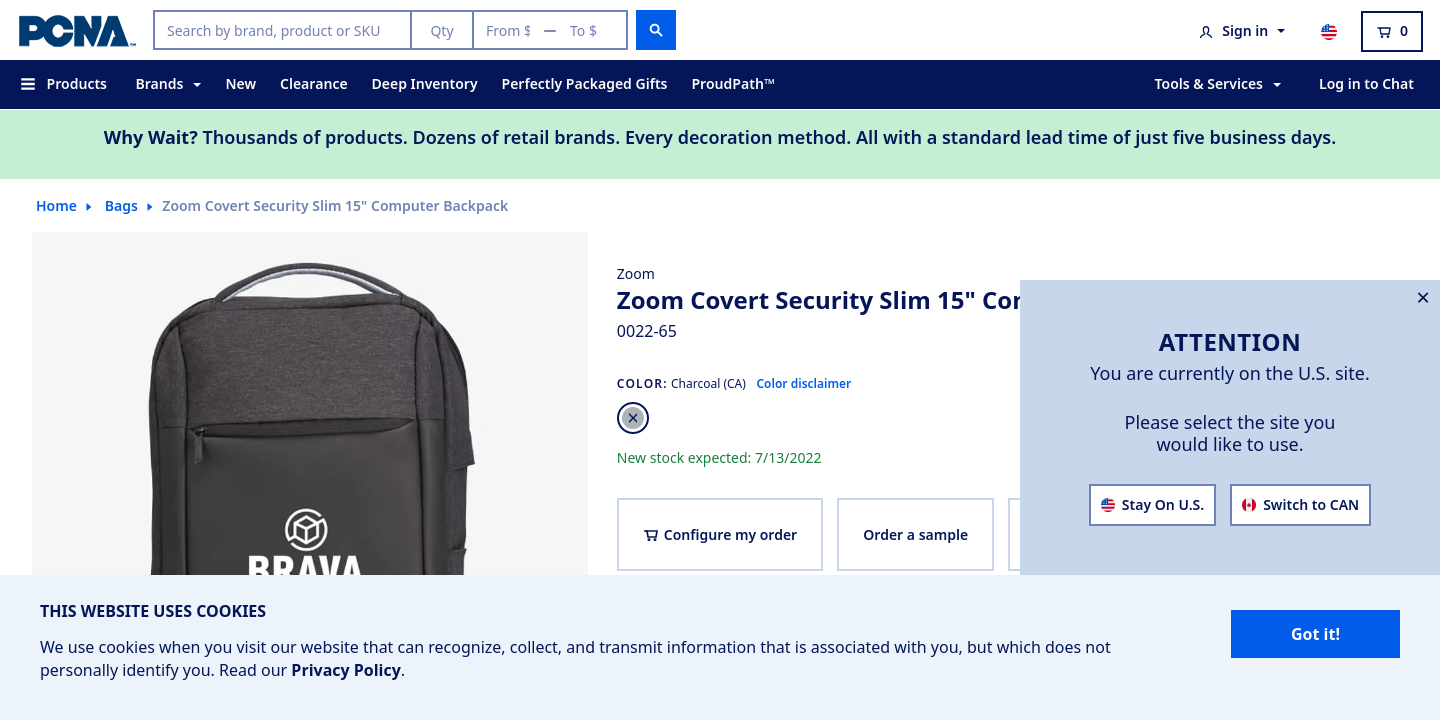 PCNA™
Search by brand, product or SKU
Qty
From $ — To $
Sign in
0
Products
Brands
New
Clearance
Deep Inventory
Perfectly Packaged Gifts
ProudPath™
Tools & Services
Log in to Chat
Why Wait? Thousands of products. Dozens of retail brands. Every decoration method. All with a standard lead time of just five business days.
Home
Bags
Zoom Covert Security Slim 15" Computer Backpack
BRAVA
Zoom
Zoom Covert Security Slim 15"
0022-65
COLOR: Charcoal (CA) Color disclaimer
New stock expected: 7/13/2022
Configure my order
Order a sample
ATTENTION
You are currently on the U.S. site.
Please select the site you
would like to use.
Stay On U.S.
Switch to CAN
THIS WEBSITE USES COOKIES
We use cookies when you visit our website that can recognize, collect, and transmit information that is associated with you, but which does not
personally identify you. Read our Privacy Policy.
Got it!